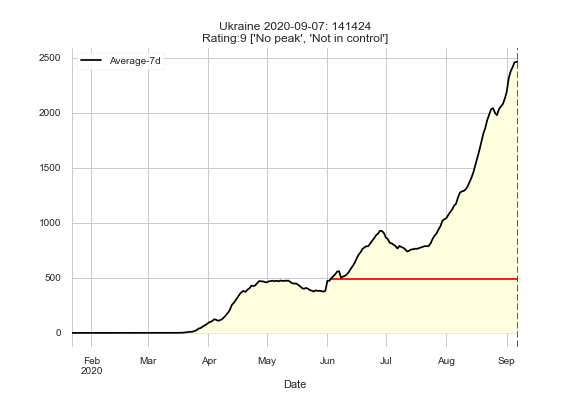 Ukraine 2020-09-07: 141424
Rating:9 ['No peak', 'Not in control']
Average-7d
2500
2000
1500
1000
500
0
Feb Mar Apr May Jun Jul Aug Sep
2020
Date